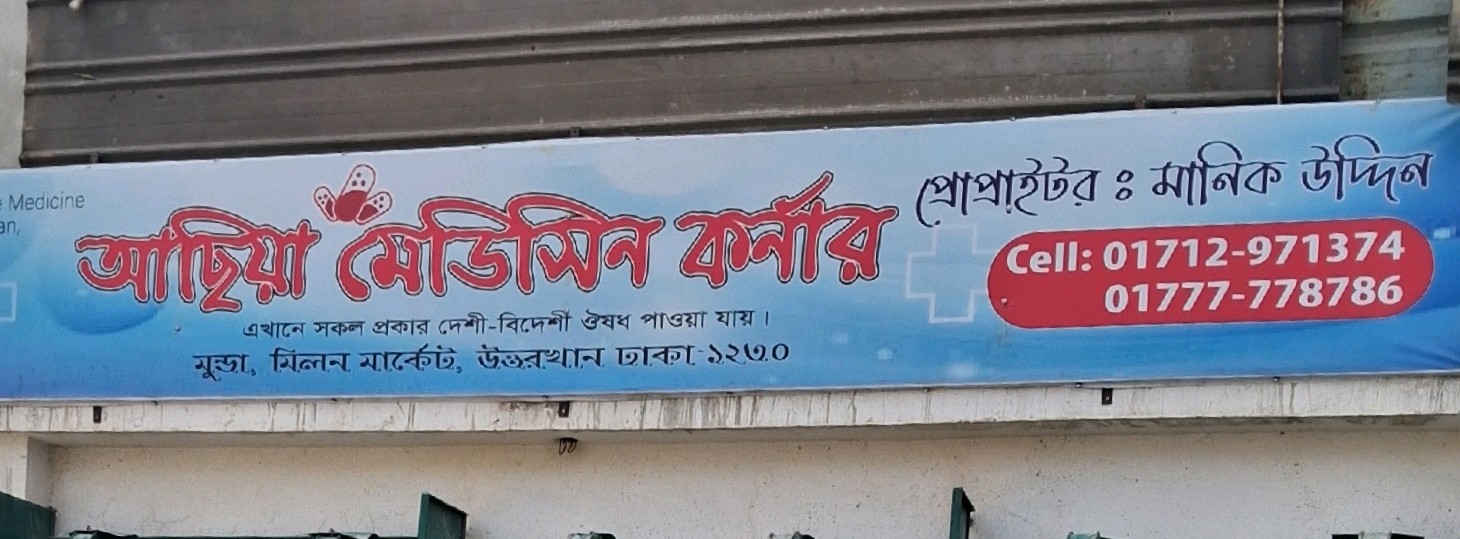 Medicine
an,
আছিয়া মেডিসিন কর্নার
এখানে সকল প্রকার দেশী-বিদেশী ঔষধ পাওয়া যায়।
মুন্ডা, মিলন মার্কেট, উত্তরখান ঢাকা-১২৩০
প্রোপ্রাইটর ঃ মানিক উদ্দিন
Cell: 01712-971374
01777-778786